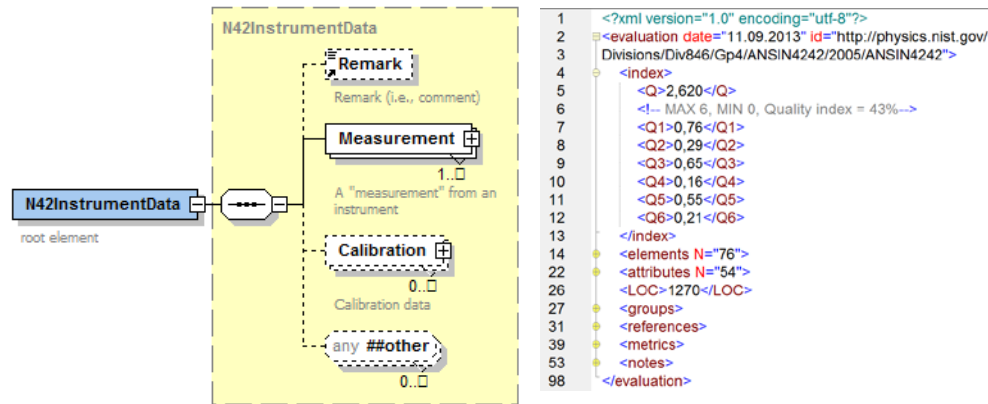 N42InstrumentData
Remark
Remark (i.e., comment)
Measurement
1..□
A "measurement" from an
instrument
N42InstrumentData
root element
Calibration
0..□
Calibration data
any ##other
0..□
1 <?xml version="1.0" encoding="utf-8"?>
2 <evaluation date="11.09.2013" id="http://physics.nist.gov/
3 Divisions/Div846/Gp4/ANSIN4242/2005/ANSIN4242">
4 <index>
5 <Q>2,620</Q>
6 <!-- MAX 6, MIN 0, Quality index = 43%-->
7 <Q1>0,76</Q1>
8 <Q2>0,29</Q2>
9 <Q3>0,65</Q3>
10 <Q4>0,16</Q4>
11 <Q5>0,55</Q5>
12 <Q6>0,21</Q6>
13 </index>
14 <elements N="76">
22 <attributes N="54">
26 <LOC>1270</LOC>
27 <groups>
31 <references>
39 <metrics>
53 <notes>
98 </evaluation>